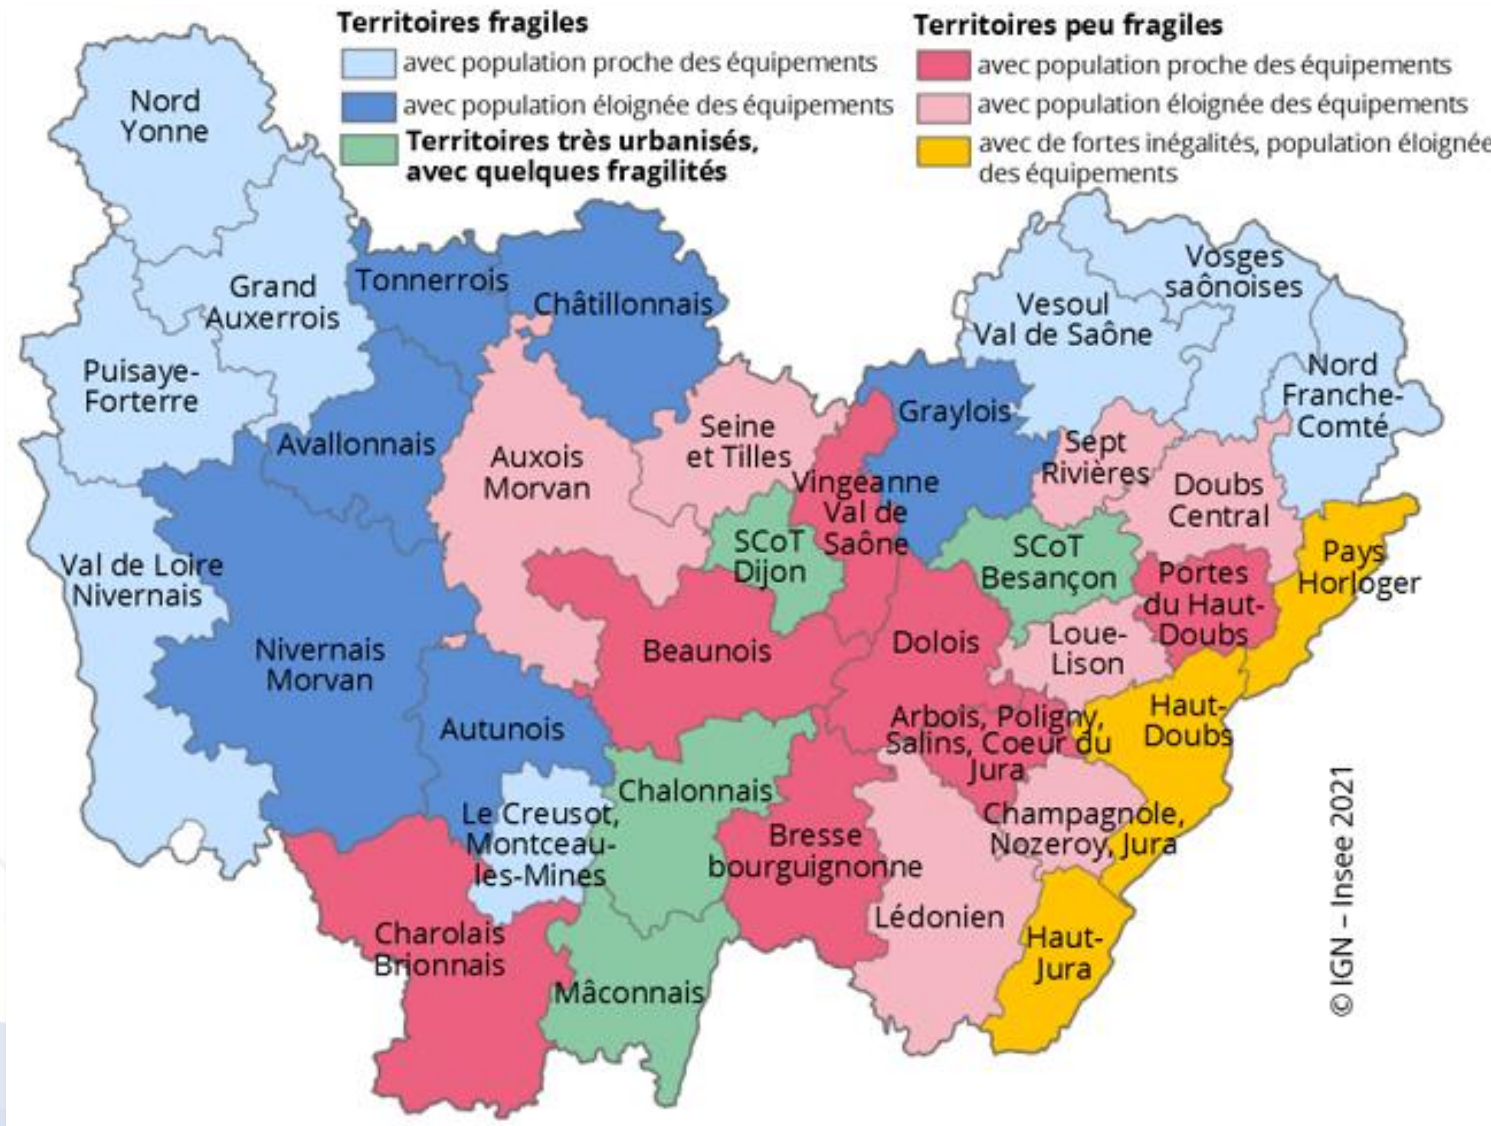 Territoires fragiles
avec population proche des équipements
avec population éloignée des équipements
Territoires très urbanisés,
avec quelques fragilités
Territoires peu fragiles
avec population proche des équipements
avec population éloignée des équipements
avec de fortes inégalités, population éloignée
des équipements
Nord
Yonne
Grand
Auxerrois
Puisaye-
Forterre
Tonnerrois
Châtillonnais
Avallonnais
Auxois
Morvan
Seine
et Tilles
Vingeanne
Val de
Saône
Graylois
Vesoul
Val de Saône
Vosges
saônoises
Nord
Franche-
Comté
Sept
Rivières
Doubs
Central
SCoT
Dijon
SCoT
Besançon
Pays
Horloger
Portes
du Haut-
Doubs
Val de Loire
Nivernais
Nivernais
Morvan
Beaunois
Dolois
Loue-
Lison
Autunois
Arbois, Poligny,
Salins, Coeur du
Jura
Haut-
Doubs
Chalonnais
Le Creusot,
Montceau-
les-Mines
Bresse
bourguignonne
Champagnole,
Nozeroy, Jura
Lédonien
Haut-
Jura
Charolais
Brionnais
Mâconnais
© IGN – Insee 2021